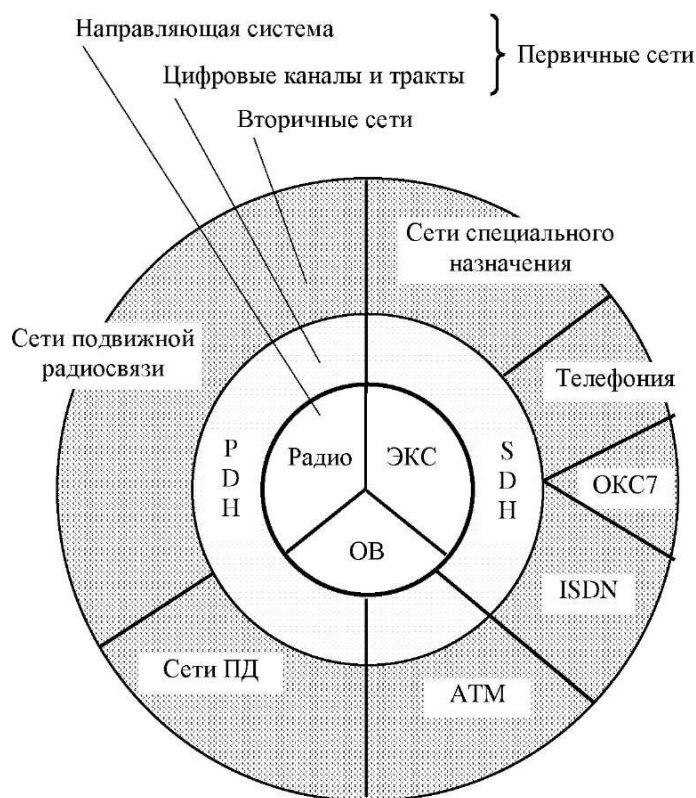 Направляющая система
Первичные сети
Цифровые каналы и тракты
Вторичные сети
Сети специального
назначения
Сети подвижной
радиосвязи
Телефония
P
D
H
Радио
ЭКС
S
D
H
ОКС7
ОВ
ISDN
Сети ПД
АТМ